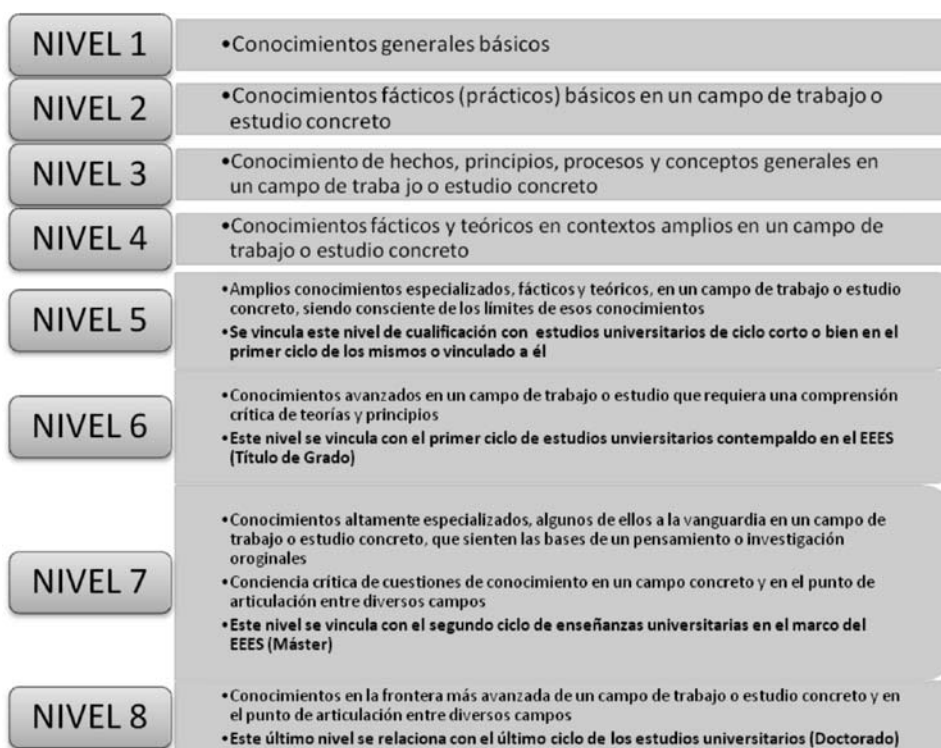 NIVEL 1
•Conocimientos generales básicos
NIVEL 2
•Conocimientos fácticos (prácticos) básicos en un campo de trabajo o
estudio concreto
NIVEL 3
•Conocimiento de hechos, principios, procesos y conceptos generales en
un campo de traba jo o estudio concreto
NIVEL 4
•Conocimientos fácticos y teóricos en contextos amplios en un campo de
trabajo o estudio concreto
NIVEL 5
•Amplios conocimientos especializados, fácticos y teóricos, en un campo de trabajo o estudio
concreto, siendo consciente de los límites de esos conocimientos
•Se vincula este nivel de cualificación con estudios universitarios de ciclo corto o bien en el
primer ciclo de los mismos o vinculado a él
NIVEL 6
•Conocimientos avanzados en un campo de trabajo o estudio que requiera una comprensión
crítica de teorías y principios
•Este nivel se vincula con el primer ciclo de estudios unviersitarios contempaldo en el EEES
(Título de Grado)
NIVEL 7
•Conocimientos altamente especializados, algunos de ellos a la vanguardia en un campo de
trabajo o estudio concreto, que sienten las bases de un pensamiento o investigación
oroginales
•Conciencia crítica de cuestiones de conocimiento en un campo concreto y en el punto de
articulación entre diversos campos
•Este nivel se vincula con el segundo ciclo de enseñanzas universitarias en el marco del
EEES (Máster)
NIVEL 8
•Conocimientos en la frontera más avanzada de un campo de trabajo o estudio concreto y en
el punto de articulación entre diversos campos
•Este último nivel se relaciona con el último ciclo de los estudios universitarios (Doctorado)